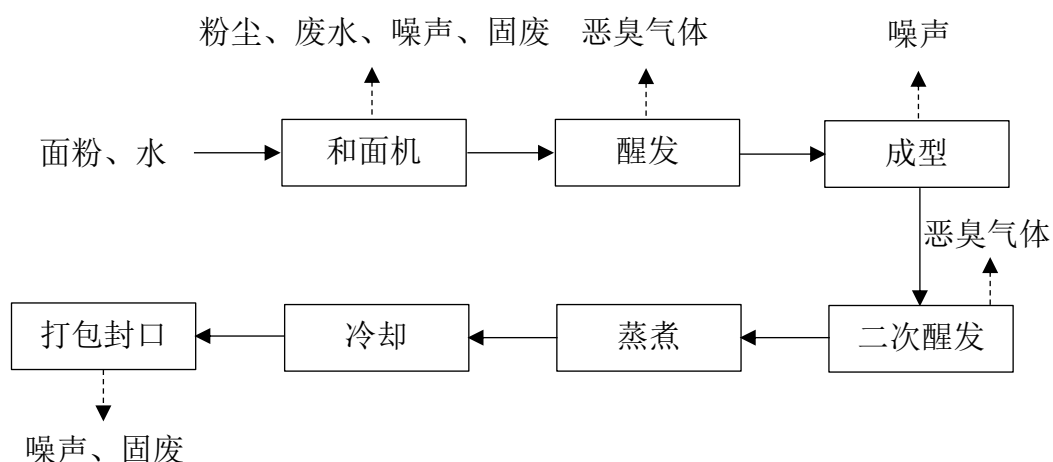 粉尘、废水、噪声、固废
恶臭气体
噪声
面粉、水
和面机
醒发
成型
恶臭气体
打包封口
冷却
蒸煮
二次醒发
噪声、固废